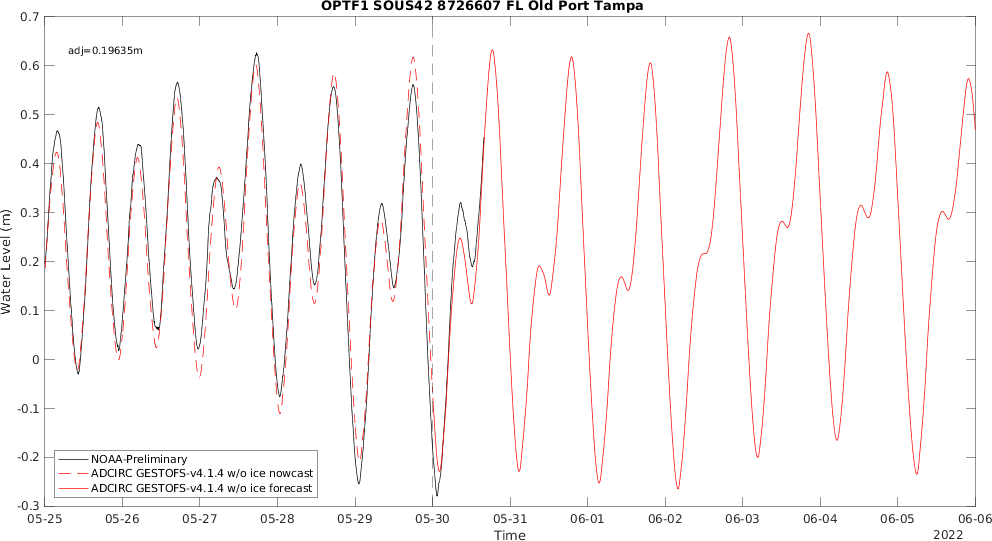 OPTF1 SOUS42 8726607 FL Old Port Tampa
adj=0.19635m
Water Level (m)
0.7
0.6
0.5
0.4
0.3
0.2
0.1
0
-0.1
-0.2
-0.3
NOAA-Preliminary
ADCIRC GESTOFS-v4.1.4 w/o ice nowcast
ADCIRC GESTOFS-v4.1.4 w/o ice forecast
05-25 05-26 05-27 05-28 05-29 05-30 05-31 06-01 06-02 06-03 06-04 06-05 06-06
Time
2022